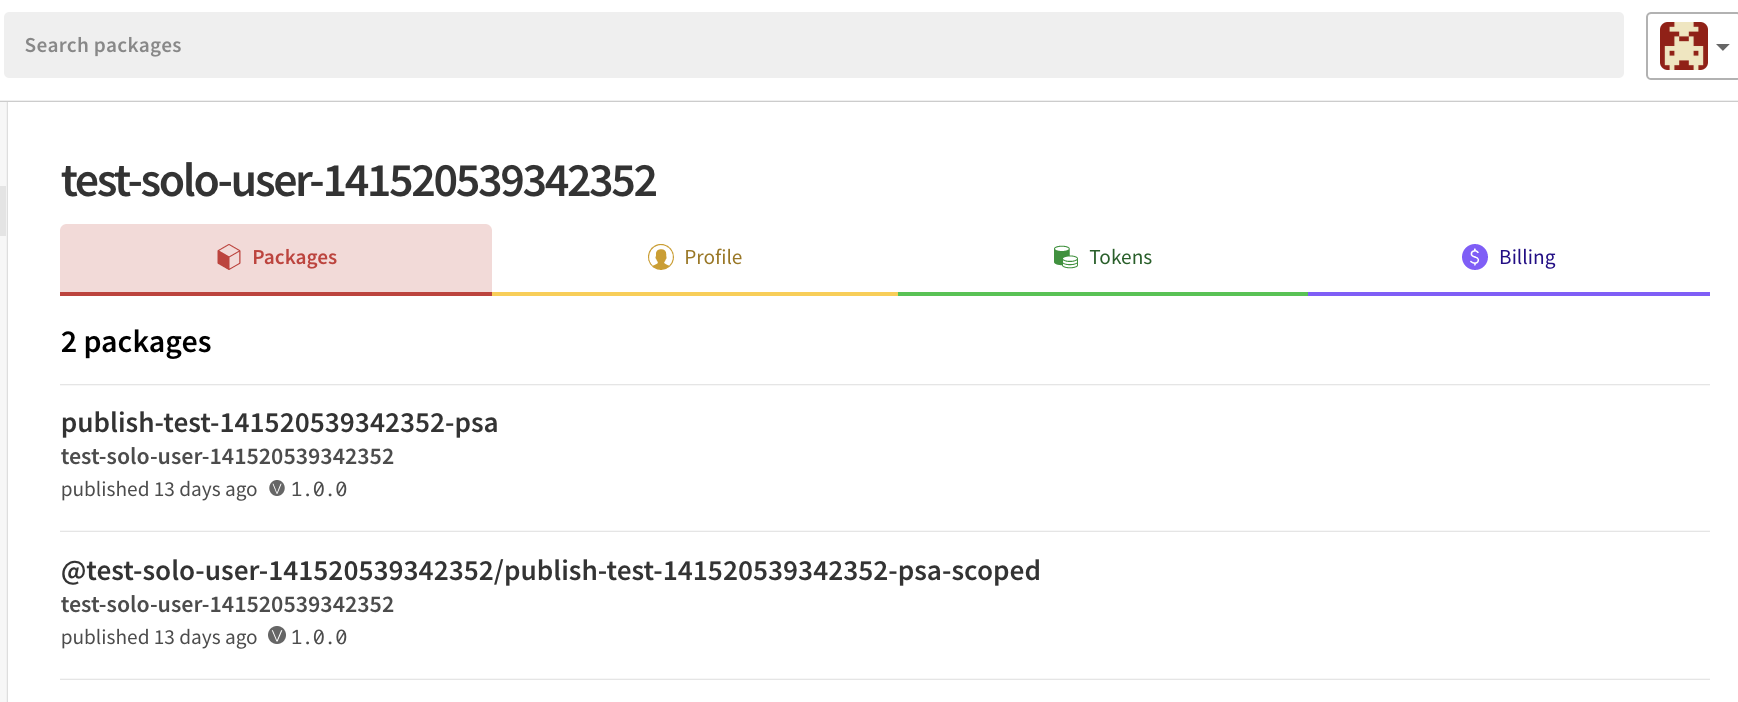 Search packages
test-solo-user-141520539342352
Packages
Profile
Tokens
$ Billing
2 packages
publish-test-141520539342352-psa
test-solo-user-141520539342352
published 13 days ago V 1.0.0
@test-solo-user-141520539342352/publish-test-141520539342352-psa-scoped
test-solo-user-141520539342352
published 13 days ago V 1.0.0